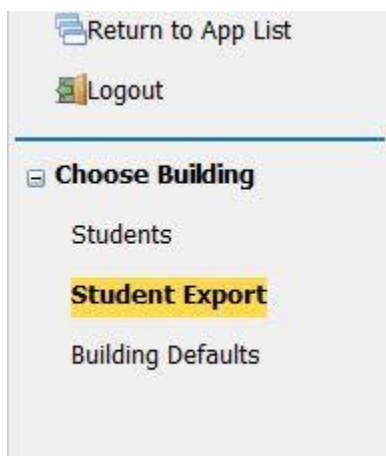 Return to App List
Logout
Choose Building
Students
Student Export
Building Defaults